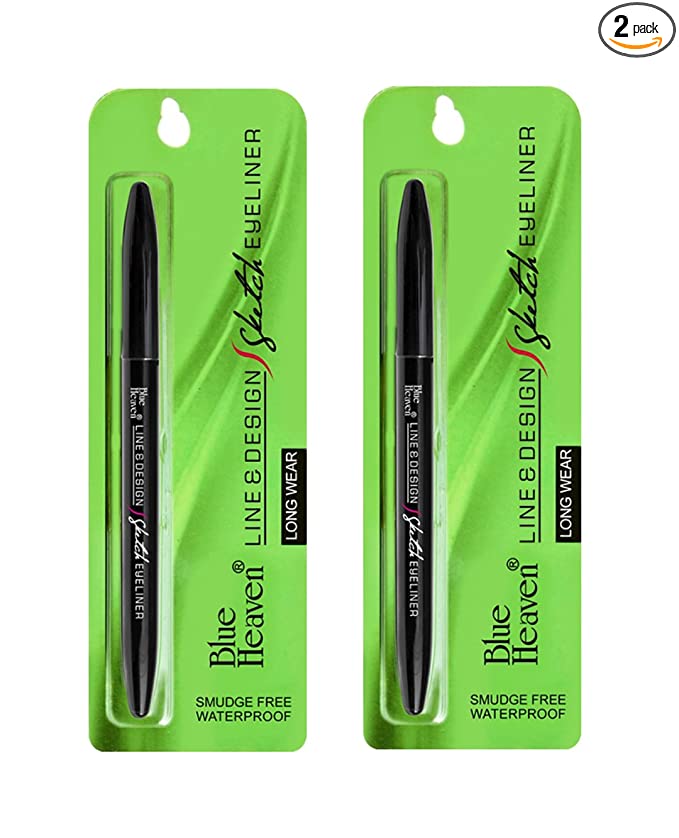 2 pack
Blue
Heaven®
LINE & DESIGN Sketch EYELINER
LONG WEAR
SMUDGE FREE
WATERPROOF
Blue
Heaven®
LINE & DESIGN Sketch EYELINER
Blue
Heaven®
LINE & DESIGN Sketch EYELINER
LONG WEAR
SMUDGE FREE
WATERPROOF
Blue
Heaven®
LINE & DESIGN Sketch EYELINER